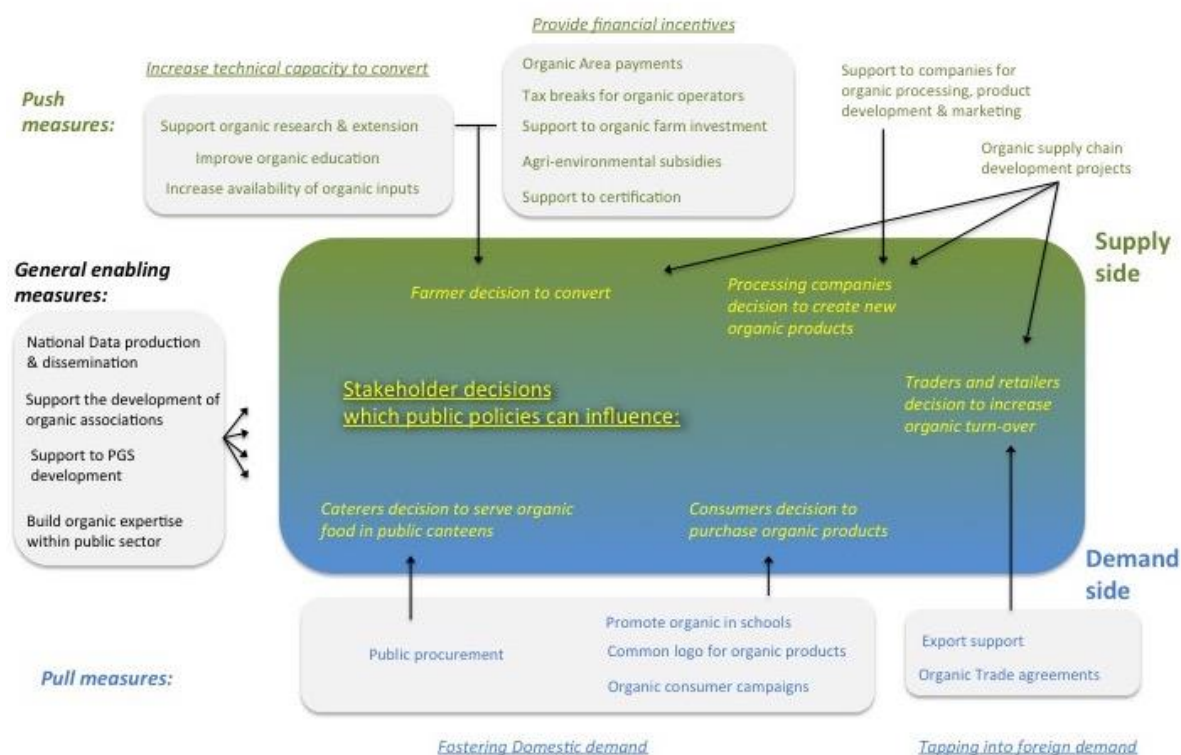 Provide financial incentives
Increase technical capacity to convert
Push
measures:
Support organic research & extension
Improve organic education
Increase availability of organic inputs
Organic Area payments
Tax breaks for organic operators
Support to organic farm investment
Agri-environmental subsidies
Support to certification
Support to companies for
organic processing, product
development & marketing
Organic supply chain
development projects
Supply
side
General enabling
measures:
National Data production
& dissemination
Support the development of
organic associations
Support to PGS
development
Build organic expertise
within public sector
Farmer decision to convert
Processing companies
decision to create new
organic products
Stakeholder decisions
which public policies can influence:
Traders and retailers
decision to increase
organic turn-over
Caterers decision to serve organic
food in public canteens
Consumers decision to
purchase organic products
Demand
side
Pull measures:
Public procurement
Promote organic in schools
Common logo for organic products
Organic consumer campaigns
Export support
Organic Trade agreements
Fostering Domestic demand
Tapping into foreign demand